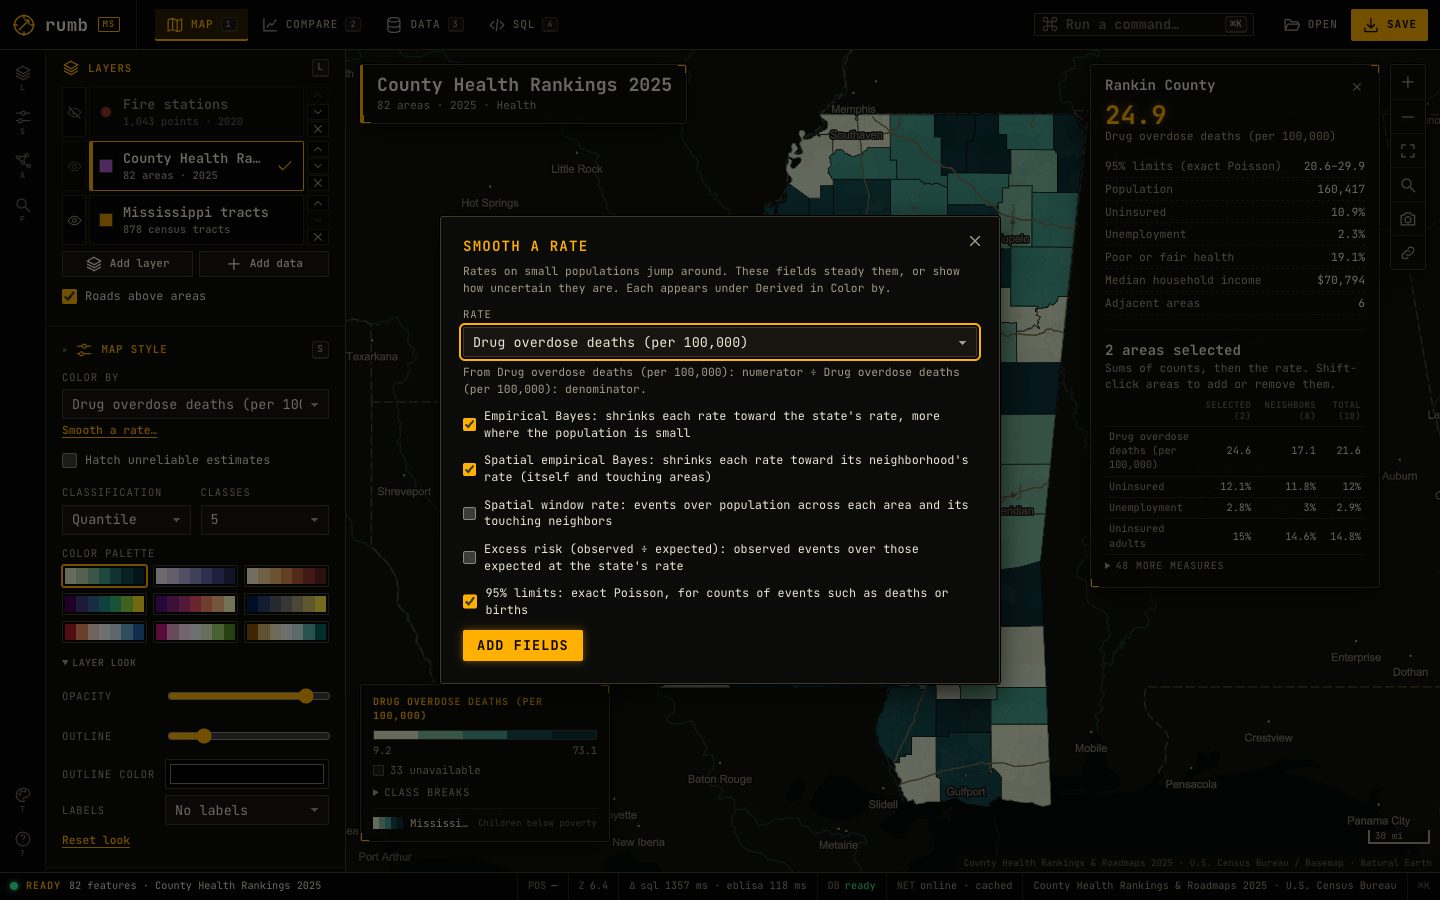 rumb MS
MAP 1
COMPARE 2
DATA 3
SQL 4
Run a command… ⌘K
OPEN
SAVE
LAYERS L
Fire stations
1,043 points · 2020
County Health Ra…
82 areas · 2025
Mississippi tracts
878 census tracts
Add layer
Add data
Roads above areas
MAP STYLE S
COLOR BY
Drug overdose deaths (per 100
Smooth a rate…
Hatch unreliable estimates
CLASSIFICATION CLASSES
Quantile 5
COLOR PALETTE
LAYER LOOK
OPACITY
OUTLINE
OUTLINE COLOR
LABELS No labels
Reset look
L
S
A
F
T
?
County Health Rankings 2025
82 areas · 2025 · Health
Memphis
Southaven
Little Rock
Hot Springs
Tupelo
Texarkana
Shreveport
eridian
Auburn
Enterprise
Dothan
Mobile
Crestview
Pensacola
Panama City
Baton Rouge
Slidell
Gulfport
yette
New Iberia
Metairie
Port Arthur
30 mi
SMOOTH A RATE
Rates on small populations jump around. These fields steady them, or show
how uncertain they are. Each appears under Derived in Color by.
RATE
Drug overdose deaths (per 100,000)
From Drug overdose deaths (per 100,000): numerator ÷ Drug overdose deaths
(per 100,000): denominator.
Empirical Bayes: shrinks each rate toward the state's rate, more
where the population is small
Spatial empirical Bayes: shrinks each rate toward its neighborhood's
rate (itself and touching areas)
Spatial window rate: events over population across each area and its
touching neighbors
Excess risk (observed ÷ expected): observed events over those
expected at the state's rate
95% limits: exact Poisson, for counts of events such as deaths or
births
ADD FIELDS
DRUG OVERDOSE DEATHS (PER
100,000)
9.2 73.1
33 unavailable
CLASS BREAKS
Mississi… Children below poverty
Rankin County
24.9
Drug overdose deaths (per 100,000)
95% limits (exact Poisson) 20.6–29.9
Population 160,417
Uninsured 10.9%
Unemployment 2.3%
Poor or fair health 19.1%
Median household income $70,794
Adjacent areas 6
2 areas selected
Sums of counts, then the rate. Shift-
click areas to add or remove them.
SELECTED NEIGHBORS TOTAL
(2) (8) (10)
Drug overdose
deaths (per 24.6 17.1 21.6
100,000)
Uninsured 12.1% 11.8% 12%
Unemployment 2.8% 3% 2.9%
Uninsured
adults 15% 14.6% 14.8%
48 MORE MEASURES
County Health Rankings & Roadmaps 2025 · U.S. Census Bureau / Basemap · Natural Earth
READY 82 features · County Health Rankings 2025
POS —
Z 6.4
Δ sql 1357 ms · eblisa 118 ms
DB ready
NET online · cached
County Health Rankings & Roadmaps 2025 · U.S. Census Bureau
⌘K